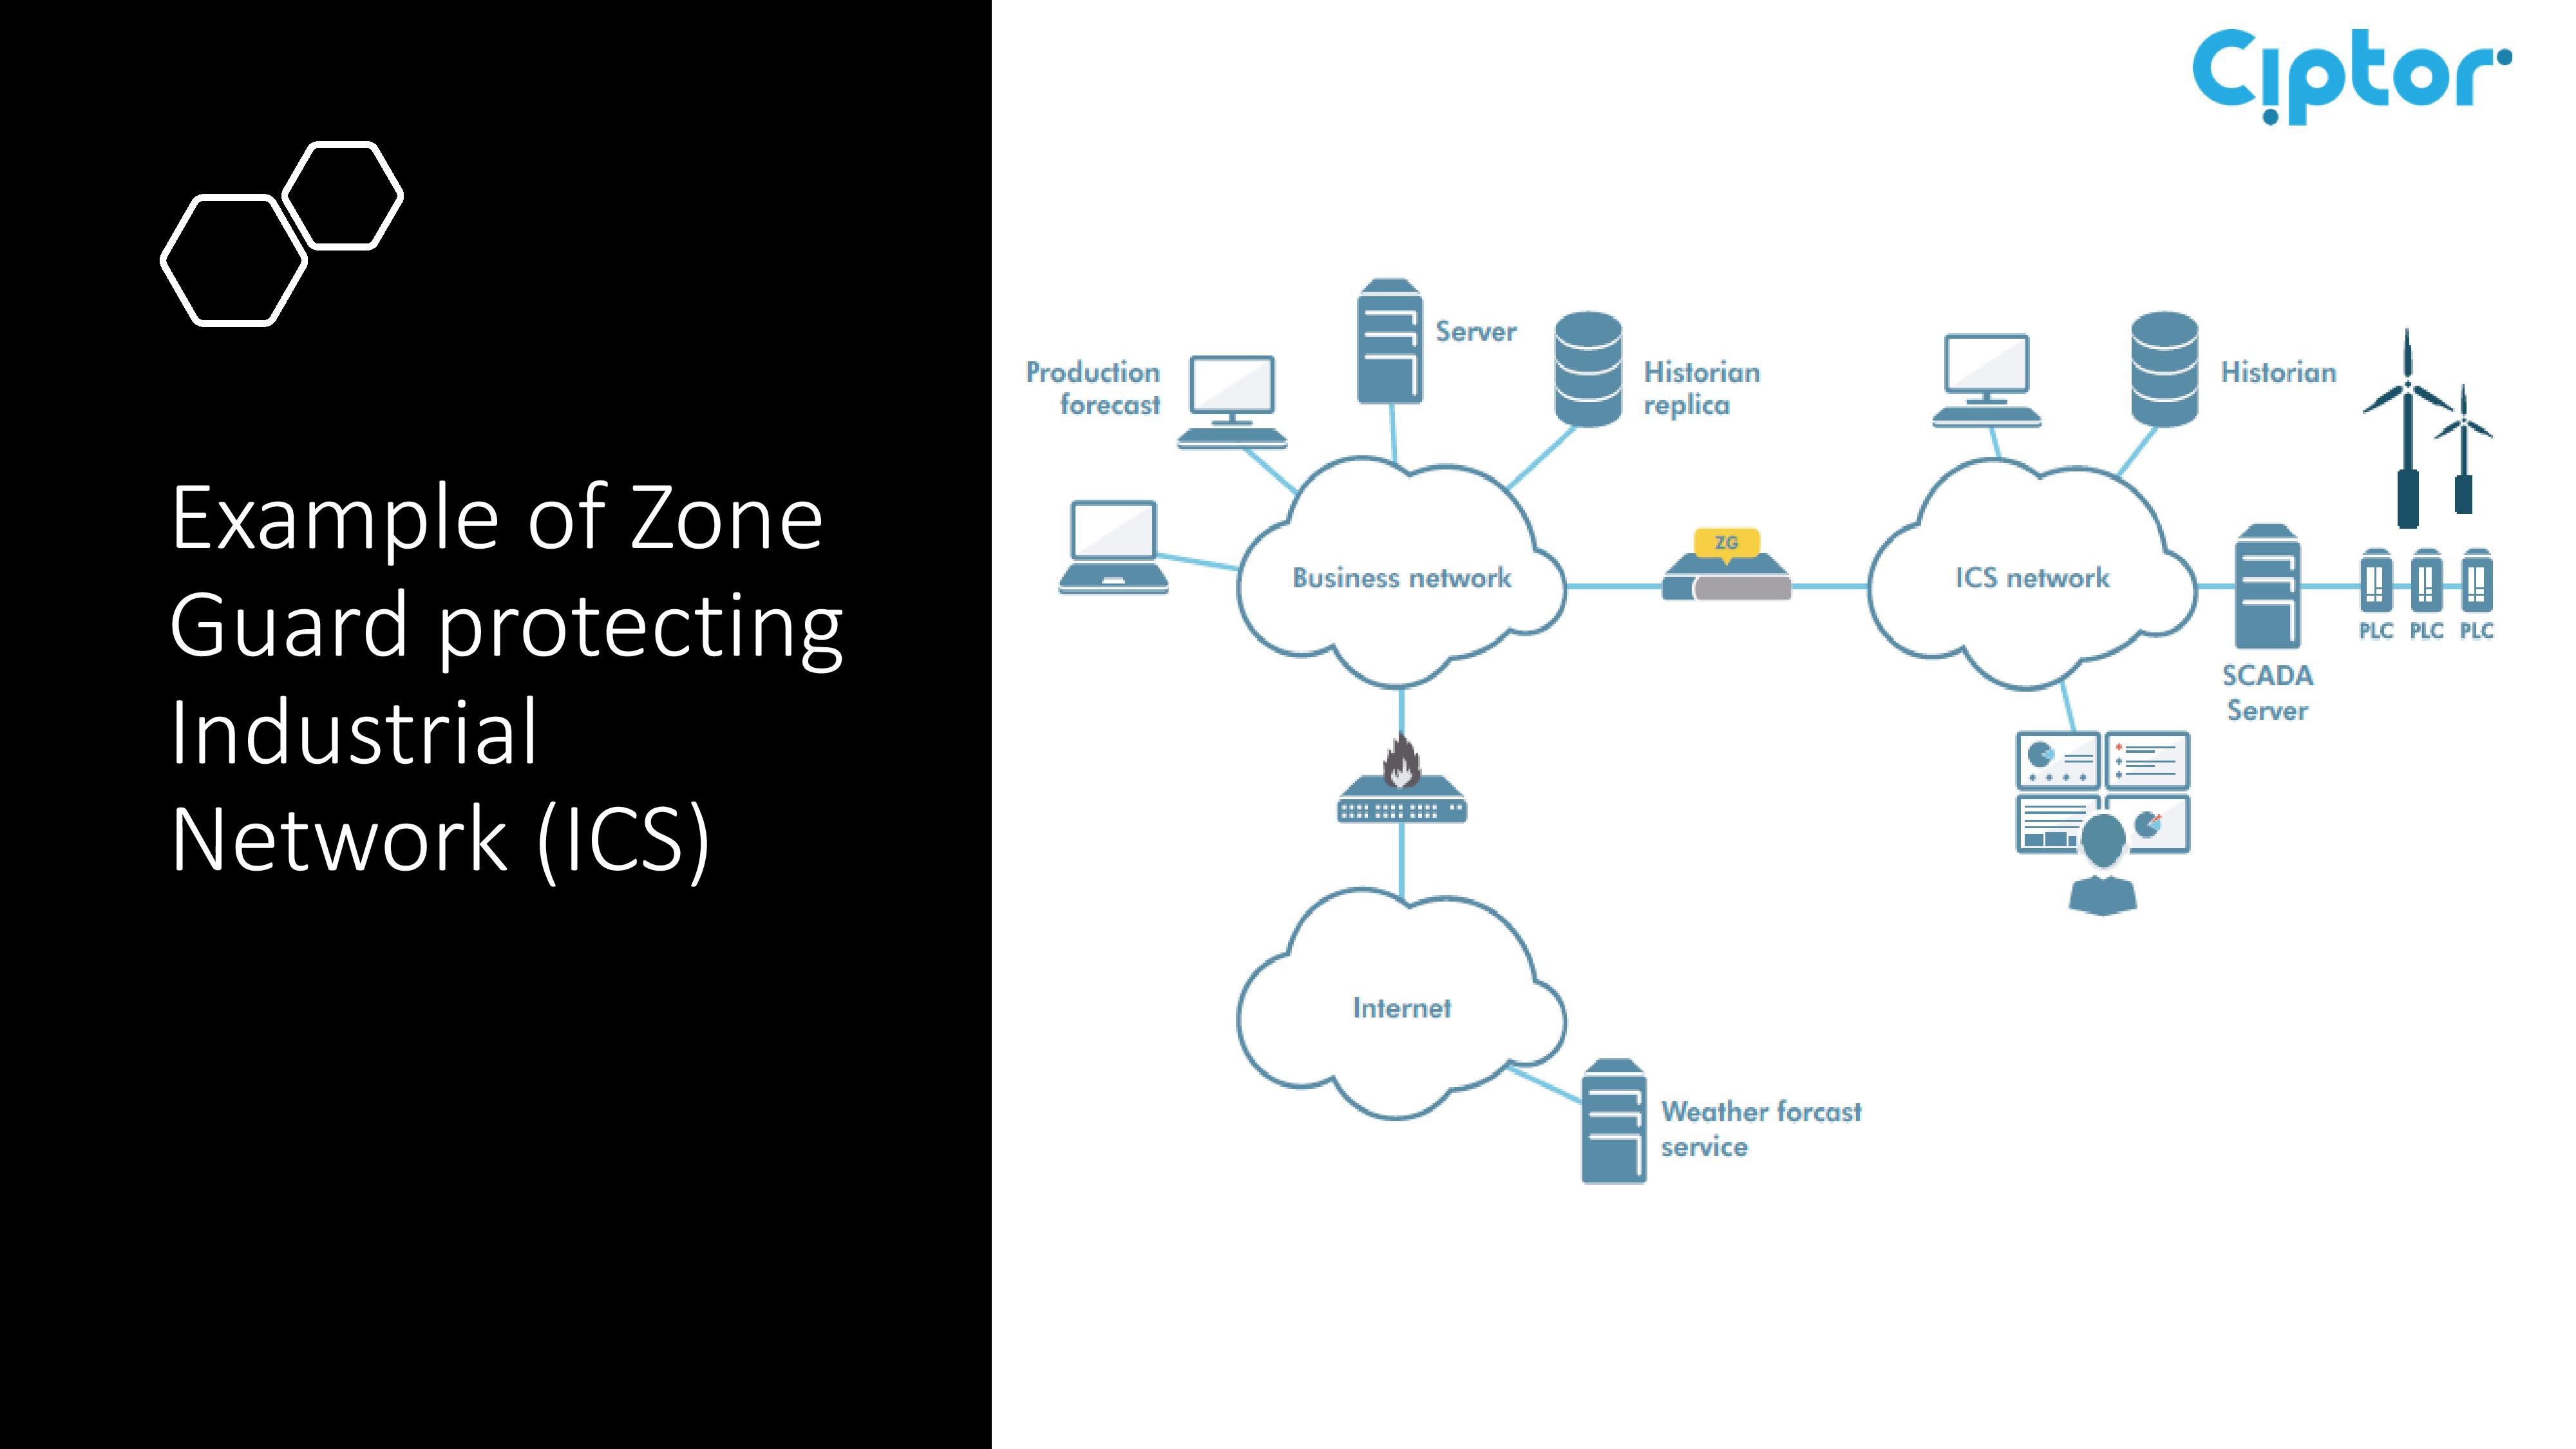 Ciptor
Example of Zone
Guard protecting
Industrial
Network (ICS)
Server
Production
forecast
Historian
replica
Historian
ZG
Business network
ICS network
PLC PLC PLC
SCADA
Server
Internet
Weather forcast
service